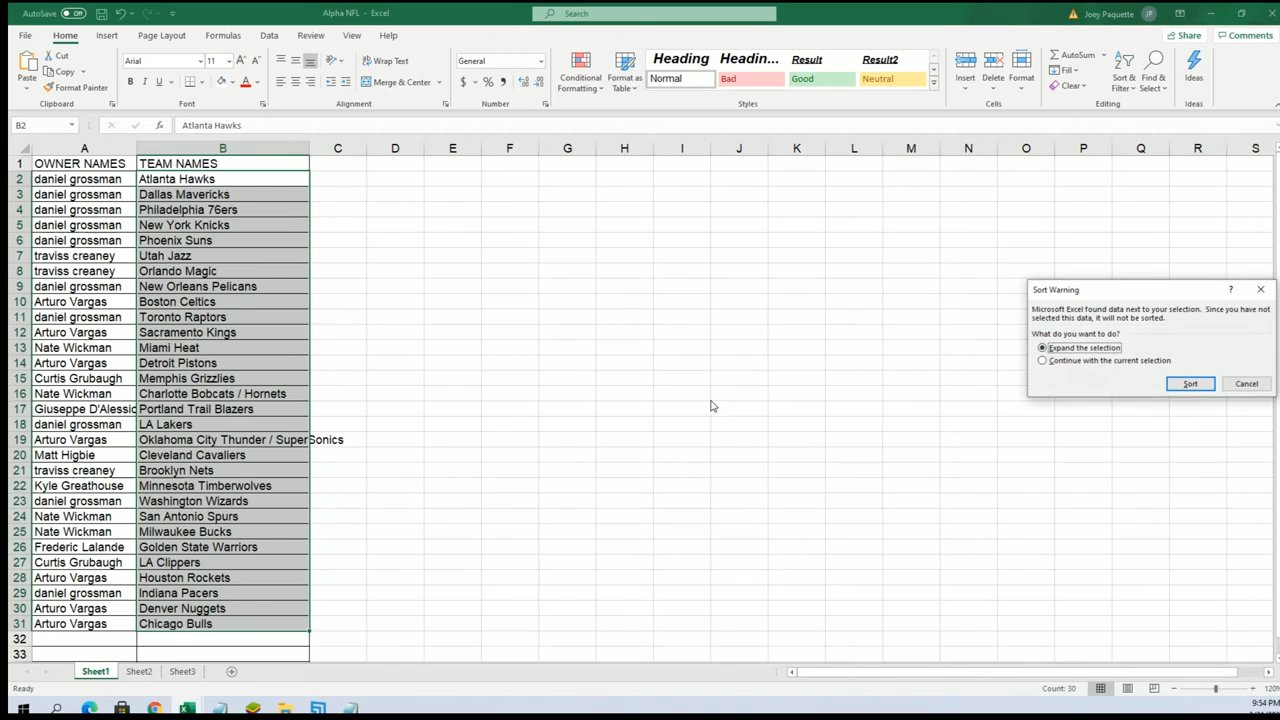 AutoSave Off Alpha NFL - Excel Search Joey Paquette JP
File Home Insert Page Layout Formulas Data Review View Help Share Comments
Paste Cut Copy Format Painter Clipboard
Arial 11 A A B I U A Font
Wrap Text Merge & Center Alignment
General $ % , Number
Conditional Formatting Format as Table
Heading Headin... Result Result2
Normal Bad Good Neutral
Styles
Insert Delete Format Cells
AutoSum Fill Clear Sort & Filter Find & Select Editing
Ideas Ideas
B2 fx Atlanta Hawks
A B C D E F G H I J K L M N O P Q R S
1 OWNER NAMES TEAM NAMES
2 daniel grossman Atlanta Hawks
3 daniel grossman Dallas Mavericks
4 daniel grossman Philadelphia 76ers
5 daniel grossman New York Knicks
6 daniel grossman Phoenix Suns
7 traviss creaney Utah Jazz
8 traviss creaney Orlando Magic
9 daniel grossman New Orleans Pelicans
10 Arturo Vargas Boston Celtics
11 daniel grossman Toronto Raptors
12 Arturo Vargas Sacramento Kings
13 Nate Wickman Miami Heat
14 Arturo Vargas Detroit Pistons
15 Curtis Grubaugh Memphis Grizzlies
16 Nate Wickman Charlotte Bobcats / Hornets
17 Giuseppe D'Alessio Portland Trail Blazers
18 daniel grossman LA Lakers
19 Arturo Vargas Oklahoma City Thunder / SuperSonics
20 Matt Higbie Cleveland Cavaliers
21 traviss creaney Brooklyn Nets
22 Kyle Greathouse Minnesota Timberwolves
23 daniel grossman Washington Wizards
24 Nate Wickman San Antonio Spurs
25 Nate Wickman Milwaukee Bucks
26 Frederic Lalande Golden State Warriors
27 Curtis Grubaugh LA Clippers
28 Arturo Vargas Houston Rockets
29 daniel grossman Indiana Pacers
30 Arturo Vargas Denver Nuggets
31 Arturo Vargas Chicago Bulls
32
33
Sort Warning ?
Microsoft Excel found data next to your selection. Since you have not
selected this data, it will not be sorted.
What do you want to do?
Expand the selection
Continue with the current selection
Sort Cancel
Sheet1 Sheet2 Sheet3
Ready Count: 30 120%
9:54 PM